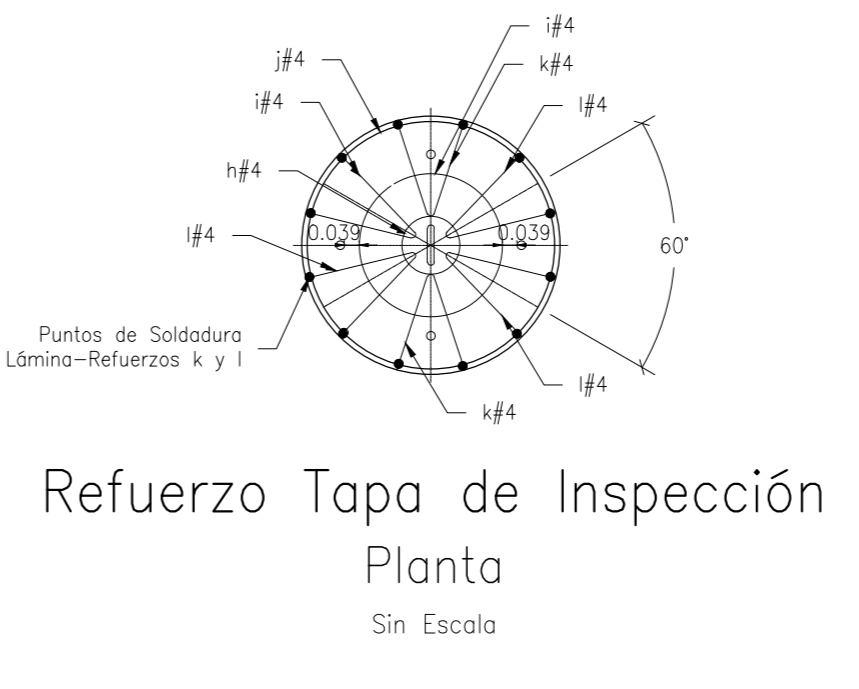 i#4
j#4
k#4
i#4
l#4
h#4
l#4
0.039
0.039
60°
Puntos de Soldadura
Lámina-Refuerzos k y l
l#4
k#4
Refuerzo Tapa de Inspección
Planta
Sin Escala